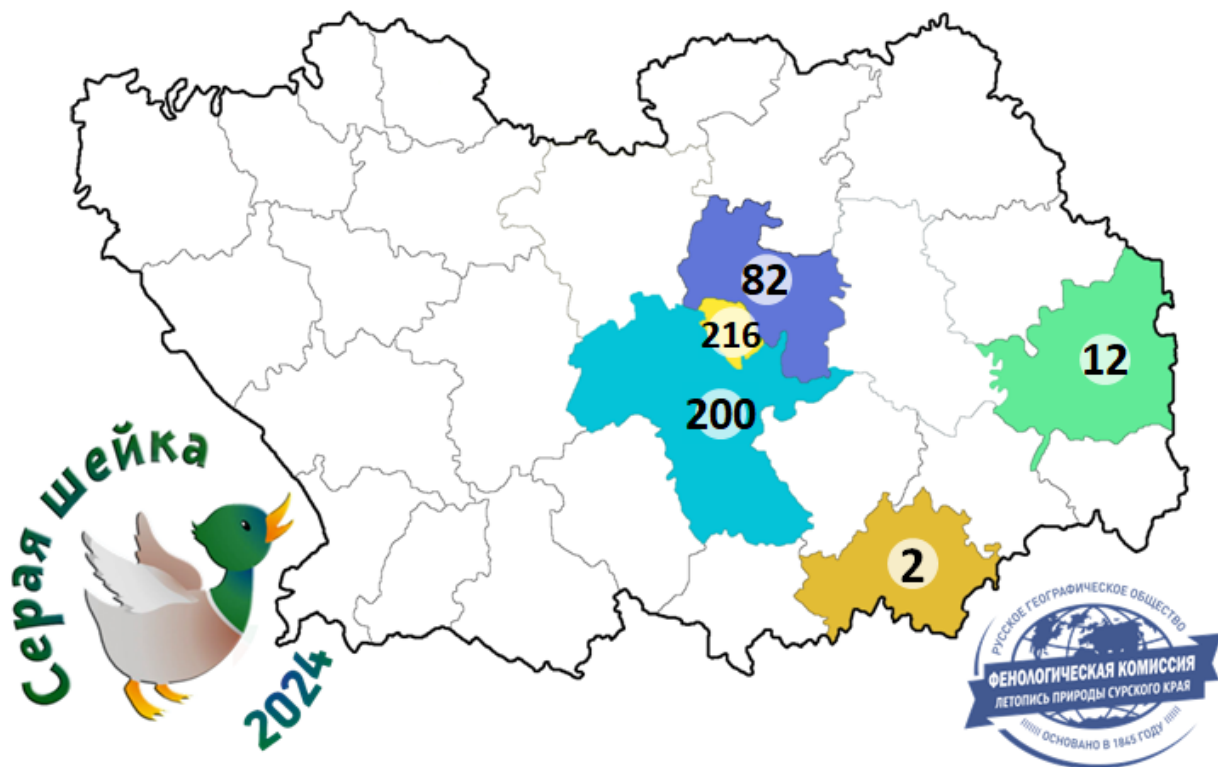 82
216
12
200
2
Серая шейка
2024
РУССКОЕ ГЕОГРАФИЧЕСКОЕ ОБЩЕСТВО
ФЕНОЛОГИЧЕСКАЯ КОМИССИЯ
ЛЕТОПИСЬ ПРИРОДЫ СУРСКОГО КРАЯ
ОСНОВАНО В 1845 ГОДУ